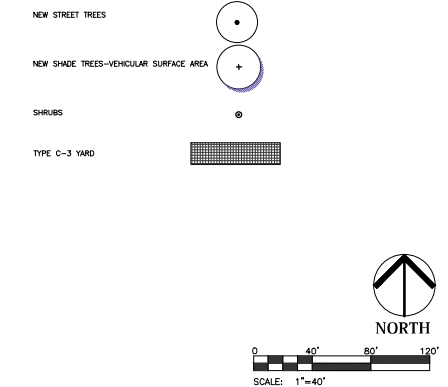 NEW STREET TREES
NEW SHADE TREES-VEHICULAR SURFACE AREA
SHRUBS
TYPE C-3 YARD
NORTH
0 40' 80' 120'
SCALE: 1"=40'